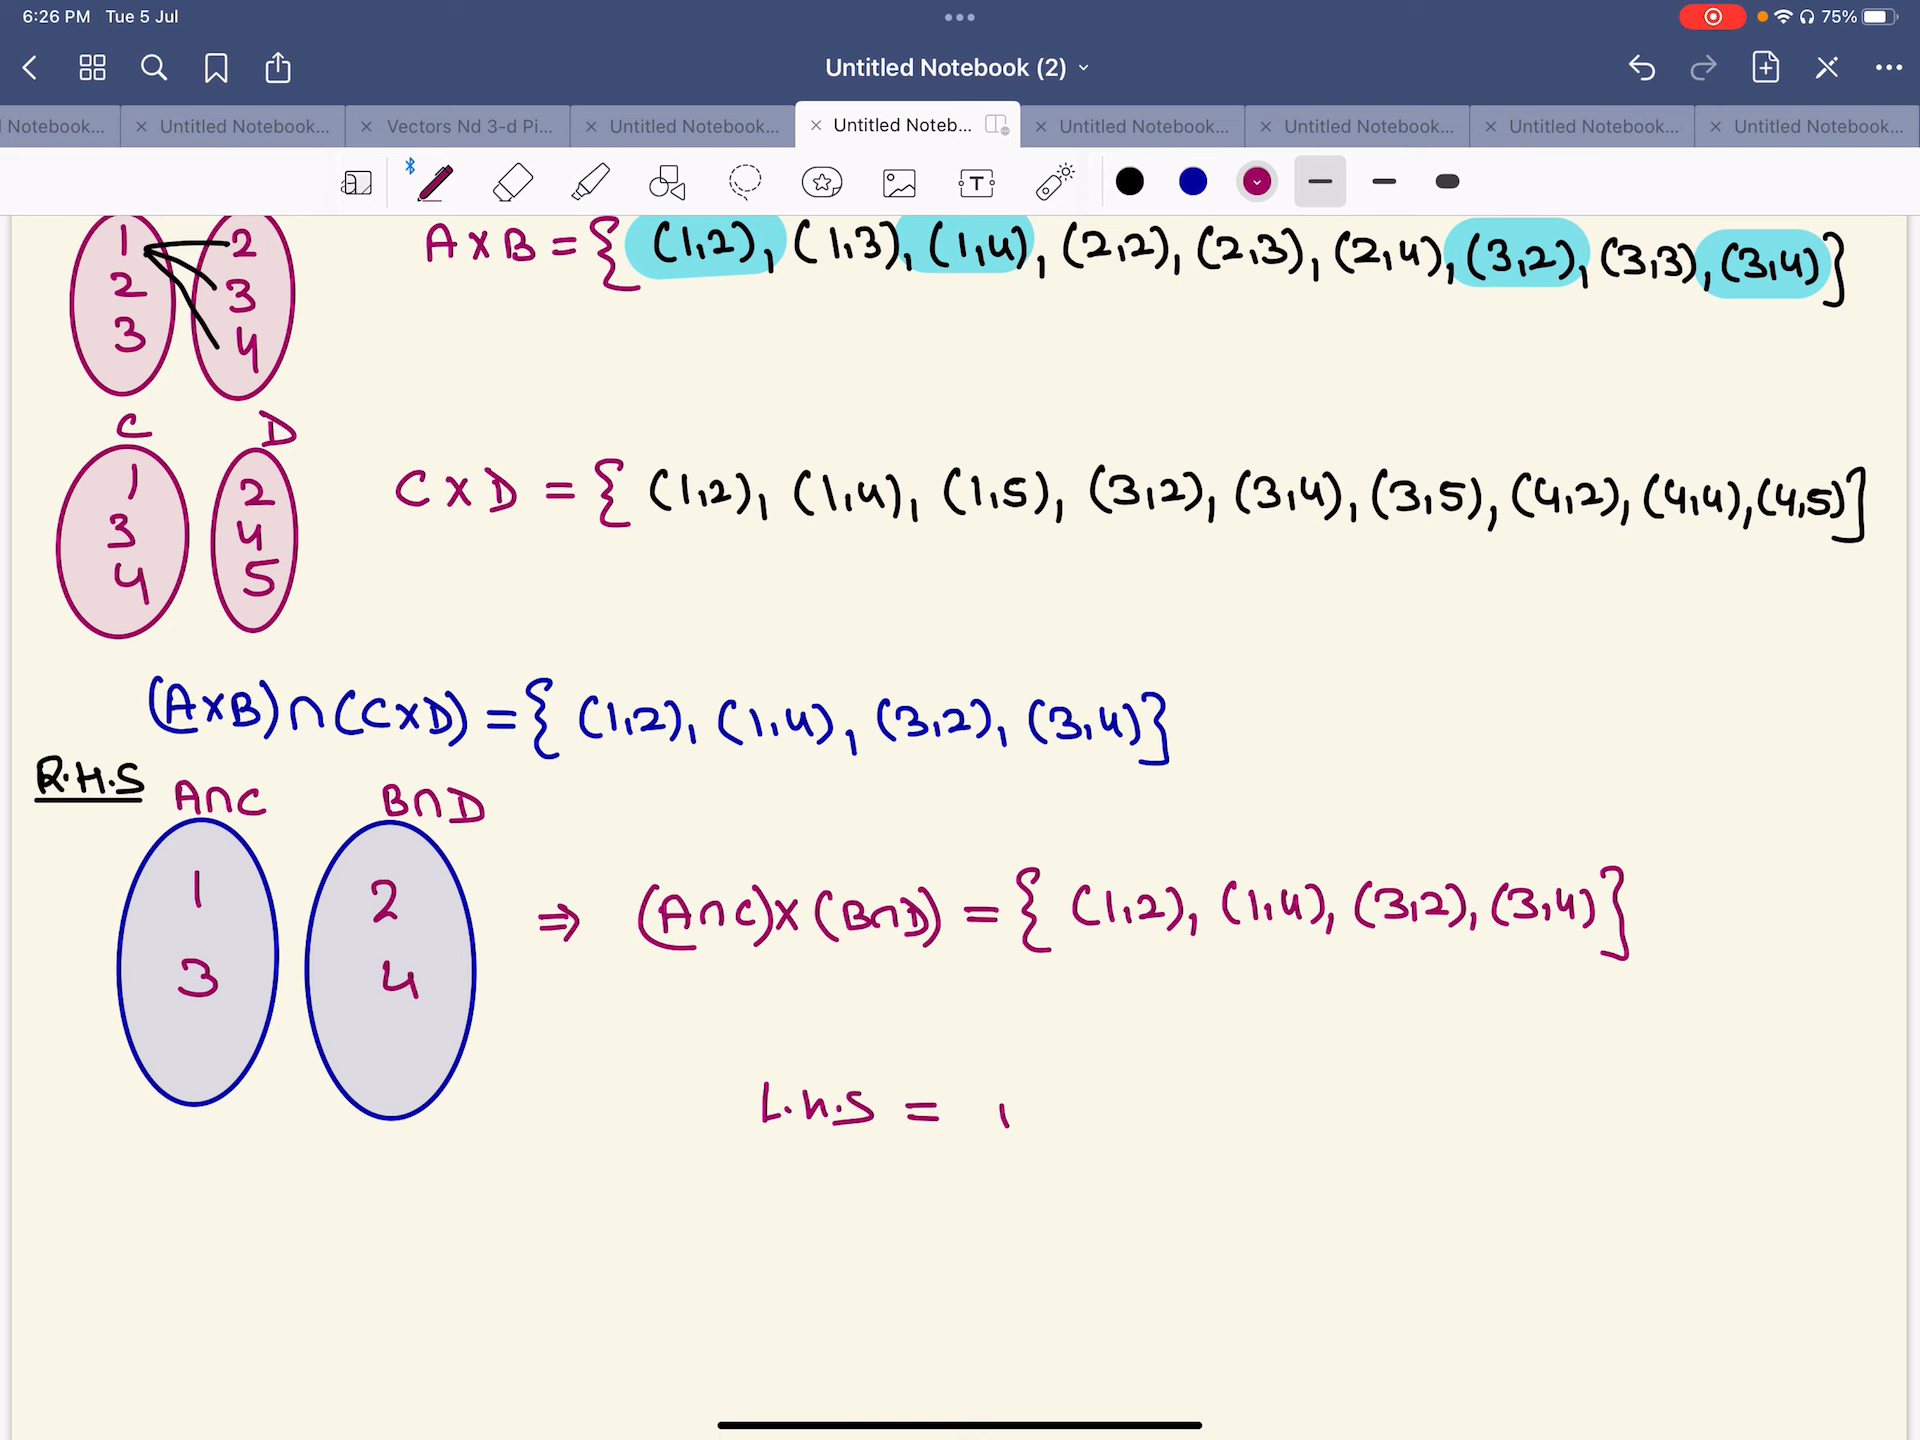 6:26 PM Tue 5 Jul
75%
Untitled Notebook (2)
Notebook... Untitled Notebook... Vectors Nd 3-d Pi... Untitled Notebook... Untitled Noteb... Untitled Notebook... Untitled Notebook... Untitled Notebook... Untitled Notebook...
T
1 2
2 3
3 4
A × B = { (1,2), (1,3), (1,4), (2,2), (2,3), (2,4), (3,2), (3,3), (3,4) }
C D
1 2
3 4
4 5
C × D = { (1,2), (1,4), (1,5), (3,2), (3,4), (3,5), (4,2), (4,4), (4,5) }
(A×B)∩(C×D) = { (1,2), (1,4), (3,2), (3,4) }
R.H.S
A∩C B∩D
1 2
3 4
⇒ (A∩C)×(B∩D) = { (1,2), (1,4), (3,2), (3,4) }
L.H.S =